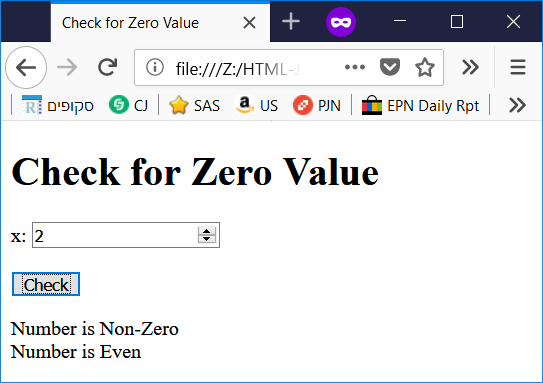 Check for Zero Value
file:///Z:/HTML-J
סקופים CJ SAS US PJN EPN Daily Rpt
Check for Zero Value
x: 2
Check
Number is Non-Zero
Number is Even